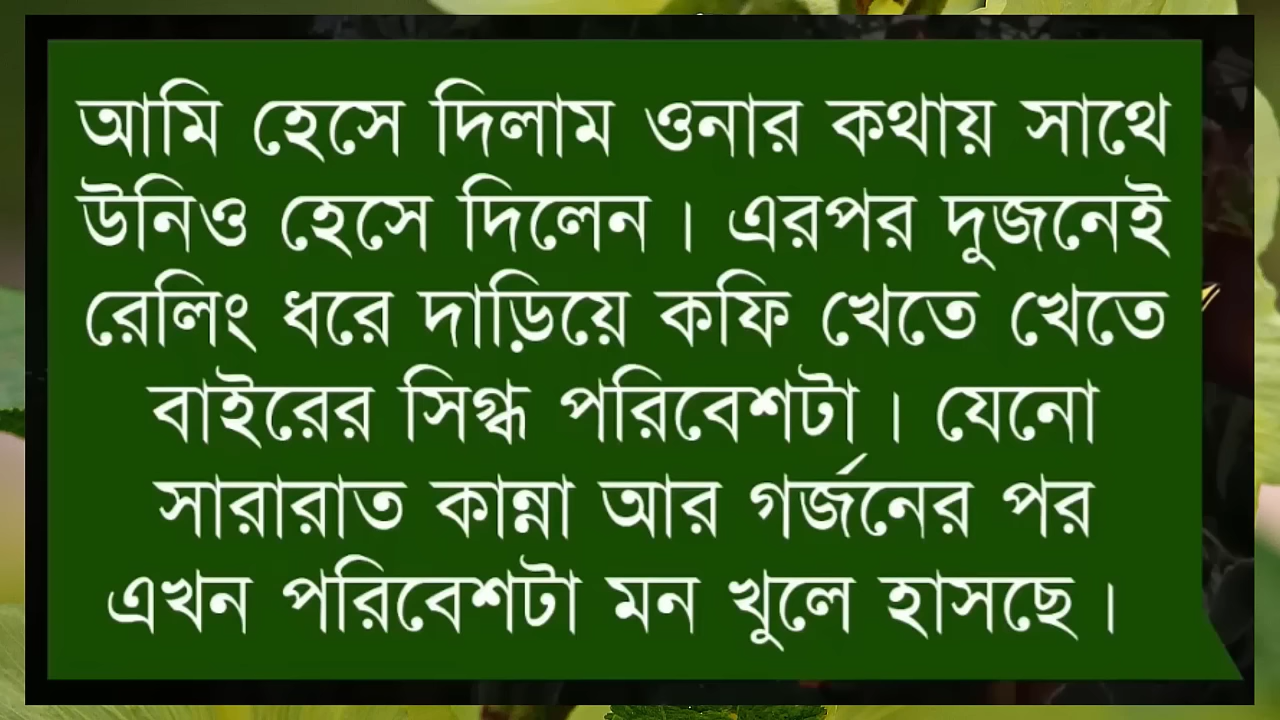 আমি হেসে দিলাম ওনার কথায় সাথে
উনিও হেসে দিলেন। এরপর দুজনেই
রেলিং ধরে দাড়িয়ে কফি খেতে খেতে
বাইরের সিগ্ধ পরিবেশটা। যেনো
সারারাত কান্না আর গর্জনের পর
এখন পরিবেশটা মন খুলে হাসছে।